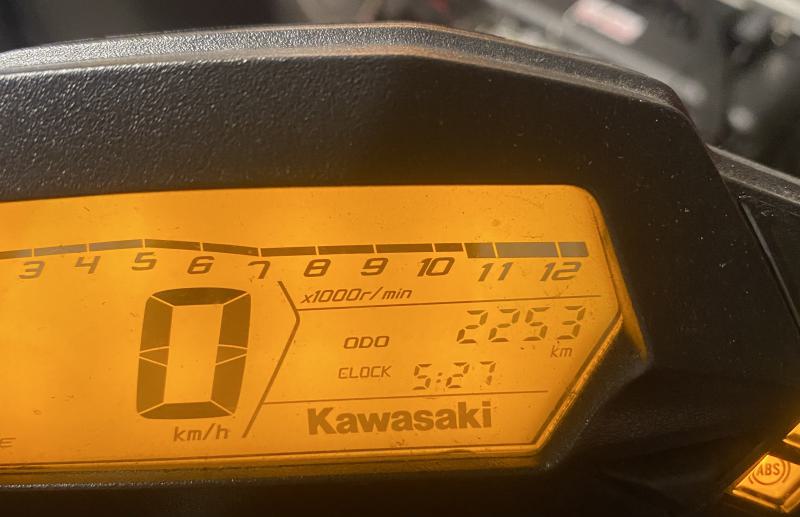 3 4 5 6 7 8 9 10 11 12
x1000r/min
ODO 2253
km
CLOCK 5:27
0
km/h
Kawasaki
E
ABS